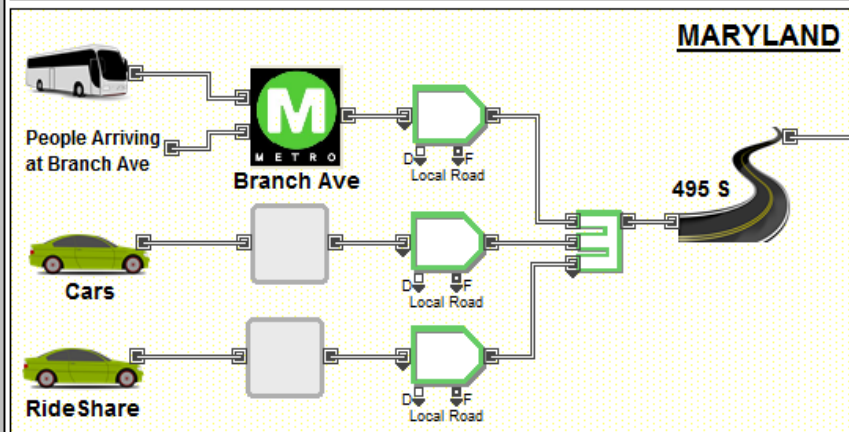 MARYLAND
M
METRO
People Arriving
at Branch Ave
Branch Ave
D F
Local Road
495 S
Cars
D F
Local Road
RideShare
D F
Local Road